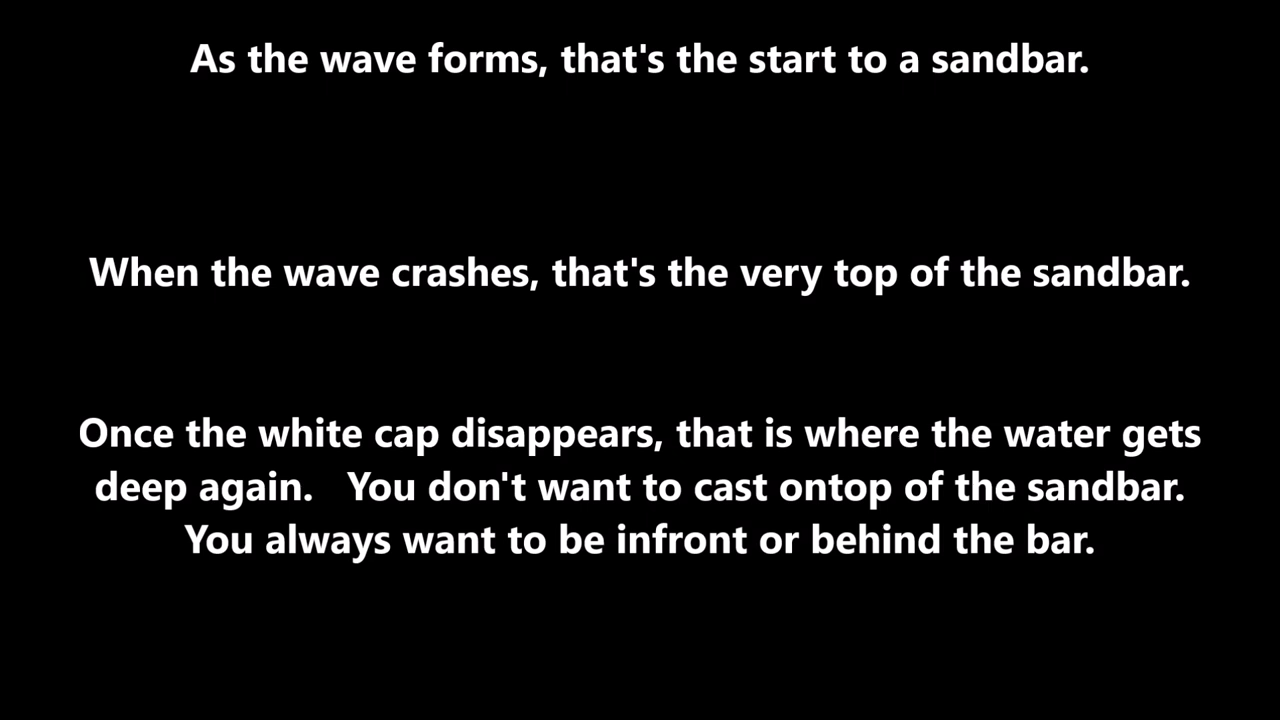 As the wave forms, that's the start to a sandbar.
When the wave crashes, that's the very top of the sandbar.
Once the white cap disappears, that is where the water gets
deep again.   You don't want to cast ontop of the sandbar.
You always want to be infront or behind the bar.